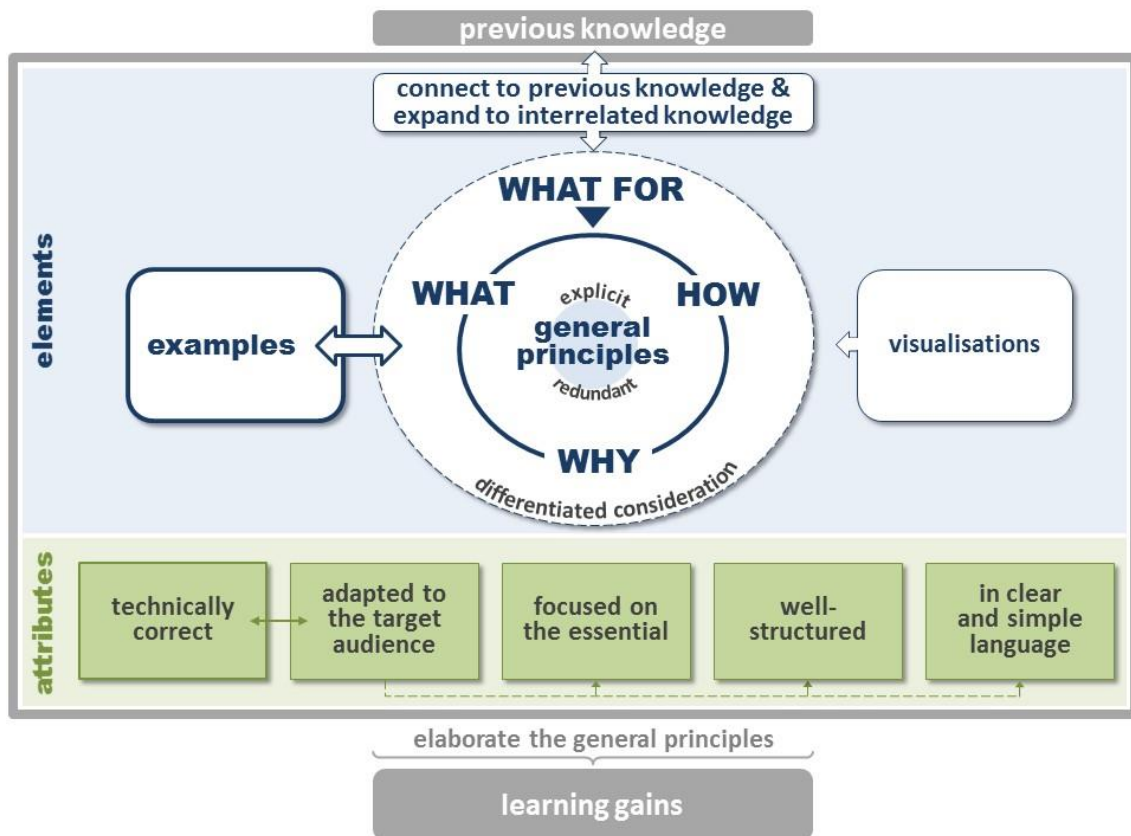 previous knowledge
connect to previous knowledge &
expand to interrelated knowledge
elements
WHAT FOR
WHAT
HOW
explicit
general
principles
redundant
WHY
differentiated consideration
examples
visualisations
attributes
technically
correct
adapted to
the target
audience
focused on
the essential
well-
structured
in clear
and simple
language
elaborate the general principles
learning gains